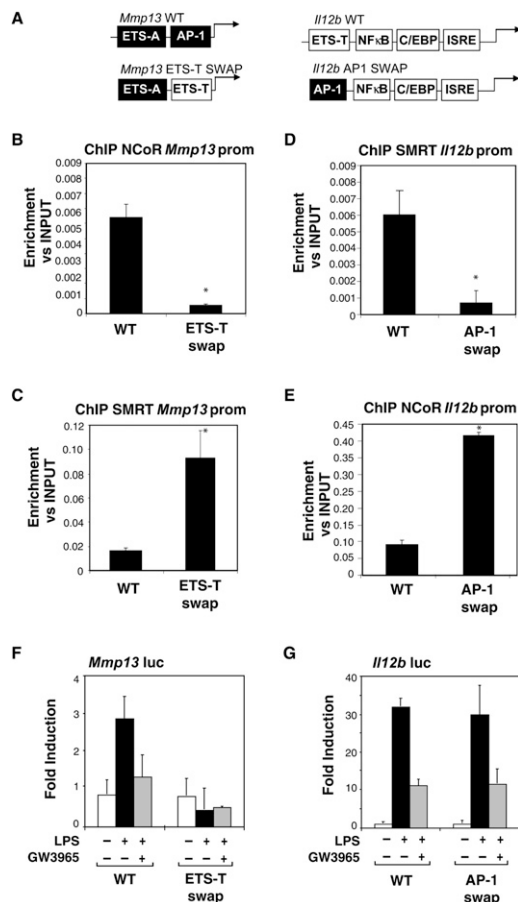 A
Mmp13 WT
ETS-A AP-1
Mmp13 ETS-T SWAP
ETS-A ETS-T
Il12b WT
ETS-T NFκB C/EBP ISRE
Il12b AP1 SWAP
AP-1 NFκB C/EBP ISRE
B
ChIP NCoR Mmp13 prom
Enrichment
vs INPUT
0.009
0.008
0.007
0.006
0.005
0.004
0.003
0.002
0.001
0
*
WT
ETS-T
swap
D
ChIP SMRT Il12b prom
Enrichment
vs INPUT
0.009
0.008
0.007
0.006
0.005
0.004
0.003
0.002
0.001
0
*
WT
AP-1
swap
C
ChIP SMRT Mmp13 prom
Enrichment
vs INPUT
0.12
0.10
0.08
0.06
0.04
0.02
0
*
WT
ETS-T
swap
E
ChIP NCoR Il12b prom
Enrichment
vs INPUT
0.45
0.40
0.35
0.30
0.25
0.20
0.15
0.10
0.05
0
*
WT
AP-1
swap
F
Mmp13 luc
Fold Induction
4
3
2
1
0
LPS − + + − + +
GW3965 + +
WT
ETS-T
swap
G
Il12b luc
Fold Induction
40
30
20
10
0
LPS − + + − + +
GW3965 − − + − − +
WT
AP-1
swap